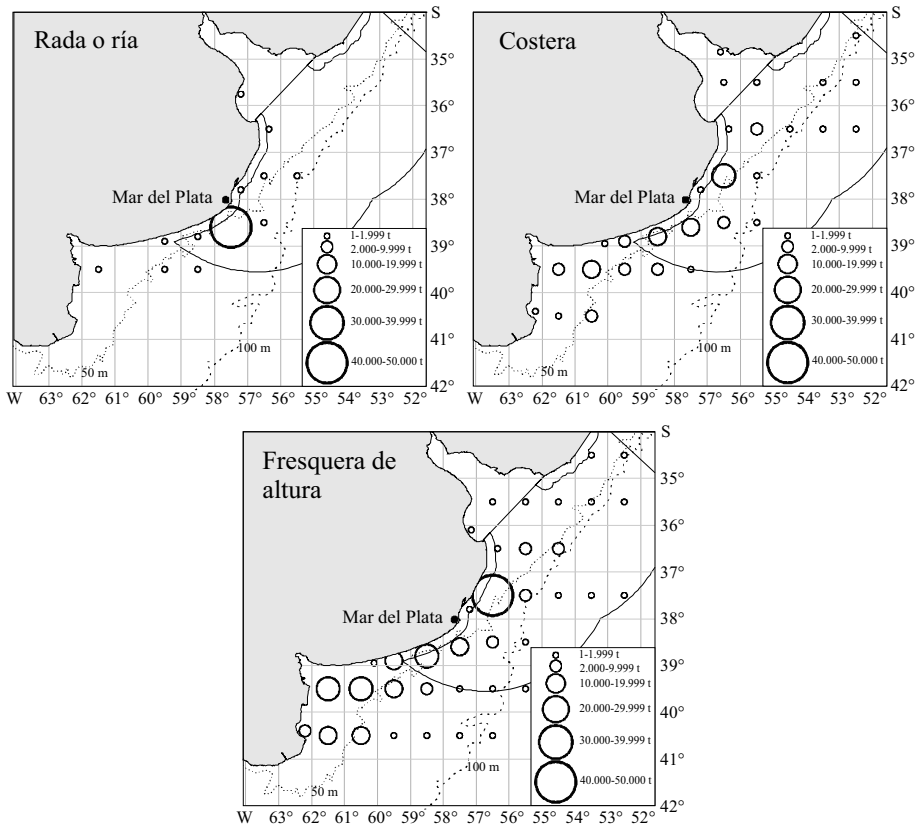 Rada o ría
S
35°
36°
37°
Mar del Plata
38°
39°
40°
41°
42°
1-1.999 t
2.000-9.999 t
10.000-19.999 t
20.000-29.999 t
30.000-39.999 t
40.000-50.000 t
50 m
100 m
W 63° 62° 61° 60° 59° 58° 57° 56° 55° 54° 53° 52°
Costera
S
35°
36°
37°
Mar del Plata
38°
39°
40°
41°
42°
1-1.999 t
2.000-9.999 t
10.000-19.999 t
20.000-29.999 t
30.000-39.999 t
40.000-50.000 t
50 m
100 m
W 63° 62° 61° 60° 59° 58° 57° 56° 55° 54° 53° 52°
Fresquera de
altura
S
35°
36°
37°
Mar del Plata
38°
39°
40°
41°
42°
1-1.999 t
2.000-9.999 t
10.000-19.999 t
20.000-29.999 t
30.000-39.999 t
40.000-50.000 t
50 m
100 m
W 63° 62° 61° 60° 59° 58° 57° 56° 55° 54° 53° 52°